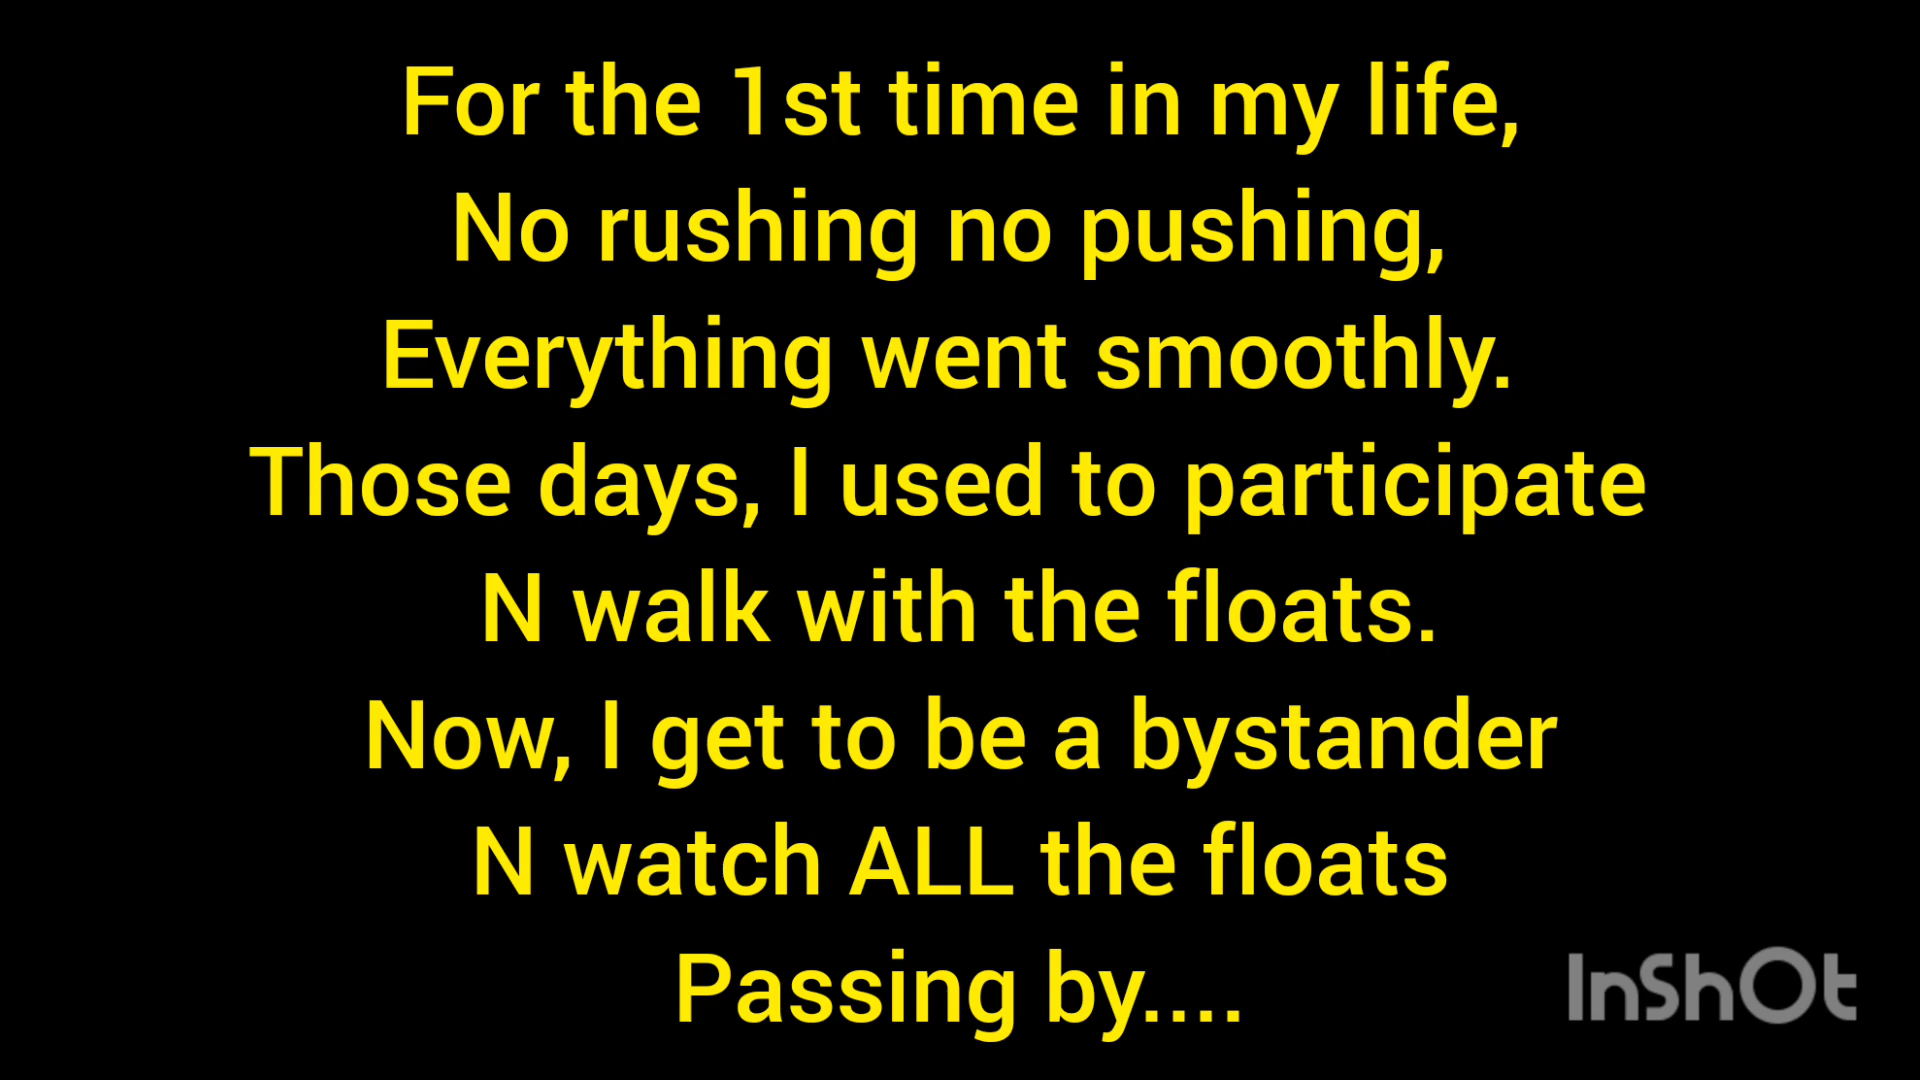 For the 1st time in my life,
No rushing no pushing,
Everything went smoothly.
Those days, I used to participate
N walk with the floats.
Now, I get to be a bystander
N watch ALL the floats
Passing by....
InShOt